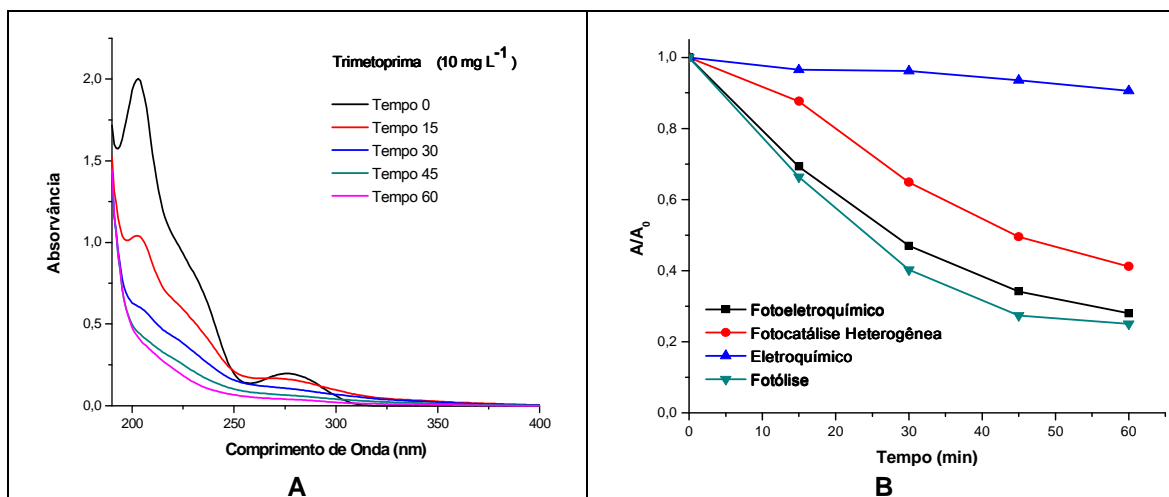 Trimetoprima (10 mg L⁻¹)
Tempo 0
Tempo 15
Tempo 30
Tempo 45
Tempo 60
2,0
1,5
1,0
0,5
0,0
Absorvância
200
250
300
350
400
Comprimento de Onda (nm)
A
1,0
0,8
0,6
0,4
0,2
0,0
A/A₀
Fotoeletroquímico
Fotocatálise Heterogênea
Eletroquímico
Fotólise
0
10
20
30
40
50
60
Tempo (min)
B